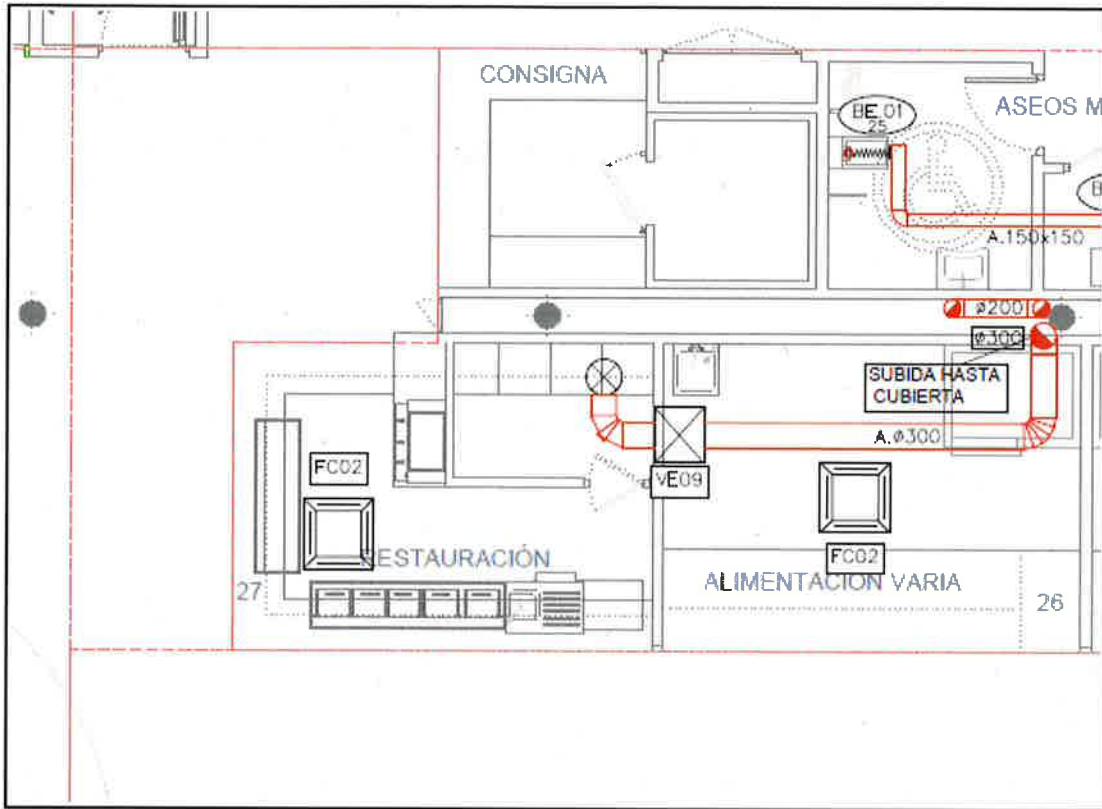 CONSIGNA
BE.01
25
ASEOS M
B
A.150x150
ø200
ø300
SUBIDA HASTA
CUBIERTA
A.ø300
FC02
VE09
RESTAURACIÓN
FC02
27
ALIMENTACION VARIA
26